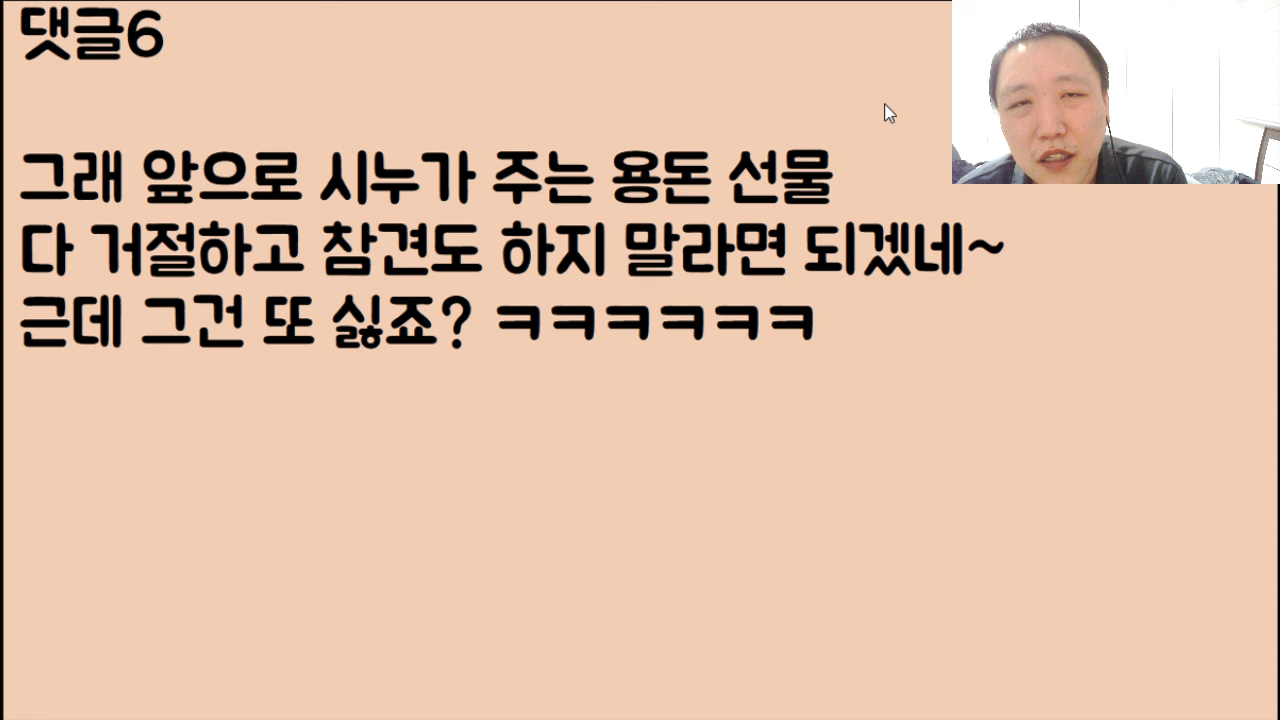 댓글6
그래 앞으로 시누가 주는 용돈 선물
다 거절하고 참견도 하지 말라면 되겠네~
근데 그건 또 싫죠? ㅋㅋㅋㅋㅋㅋ